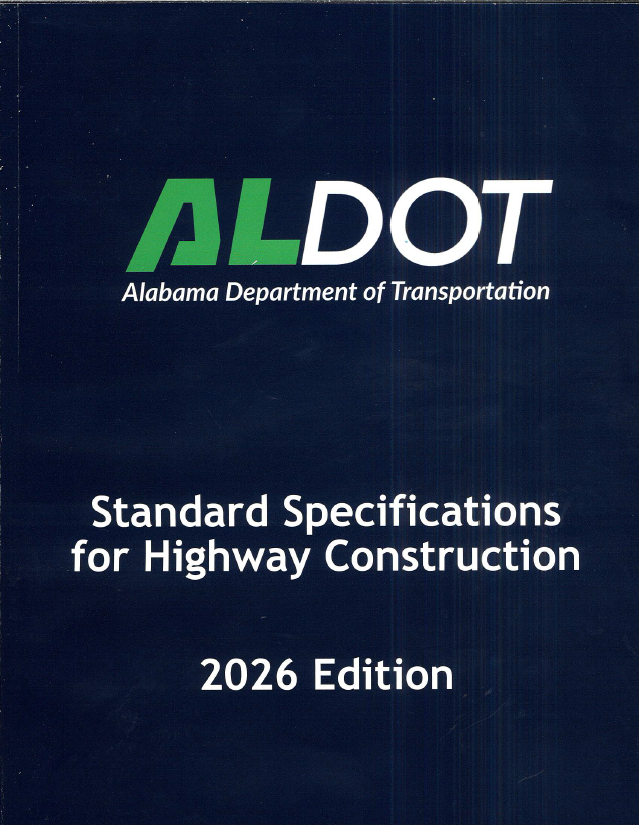 ALDOT
Alabama Department of Transportation
Standard Specifications
for Highway Construction
2026 Edition